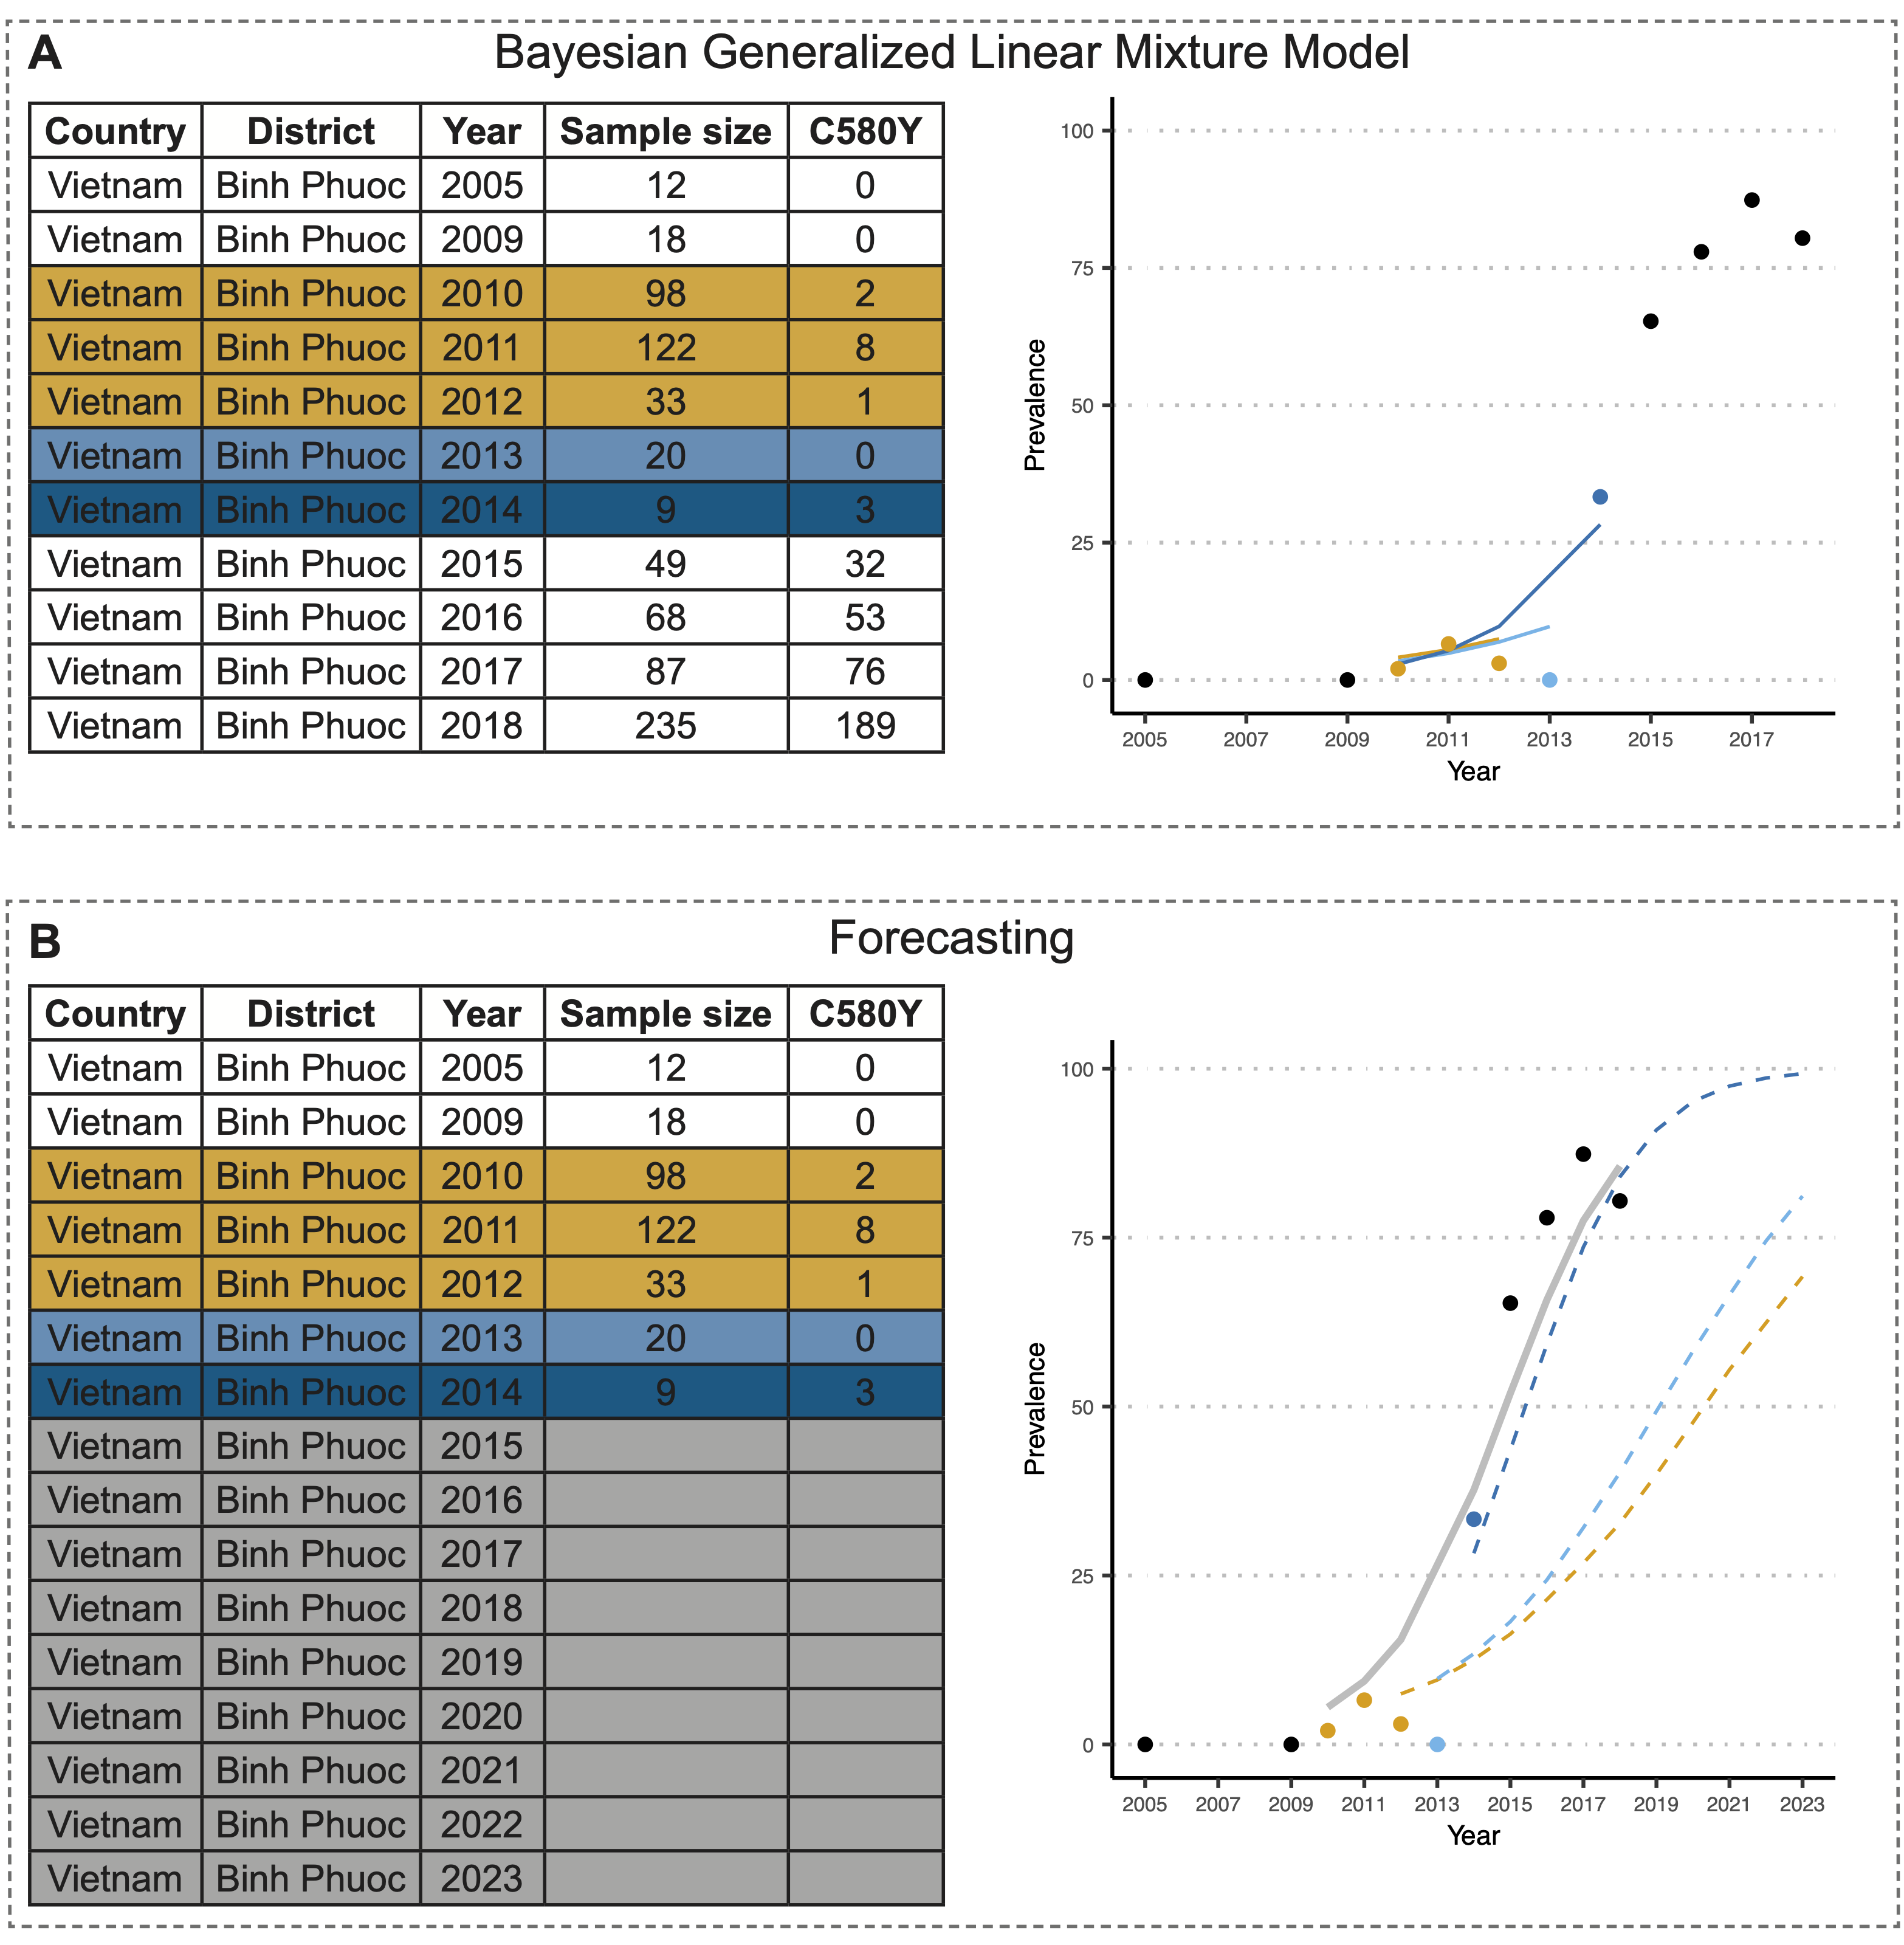 A
Bayesian Generalized Linear Mixture Model
Country District Year Sample size C580Y
Vietnam Binh Phuoc 2005 12 0
Vietnam Binh Phuoc 2009 18 0
Vietnam Binh Phuoc 2010 98 2
Vietnam Binh Phuoc 2011 122 8
Vietnam Binh Phuoc 2012 33 1
Vietnam Binh Phuoc 2013 20 0
Vietnam Binh Phuoc 2014 9 3
Vietnam Binh Phuoc 2015 49 32
Vietnam Binh Phuoc 2016 68 53
Vietnam Binh Phuoc 2017 87 76
Vietnam Binh Phuoc 2018 235 189
Prevalence
100
75
50
25
0
2005 2007 2009 2011 2013 2015 2017
Year
B
Forecasting
Country District Year Sample size C580Y
Vietnam Binh Phuoc 2005 12 0
Vietnam Binh Phuoc 2009 18 0
Vietnam Binh Phuoc 2010 98 2
Vietnam Binh Phuoc 2011 122 8
Vietnam Binh Phuoc 2012 33 1
Vietnam Binh Phuoc 2013 20 0
Vietnam Binh Phuoc 2014 9 3
Vietnam Binh Phuoc 2015
Vietnam Binh Phuoc 2016
Vietnam Binh Phuoc 2017
Vietnam Binh Phuoc 2018
Vietnam Binh Phuoc 2019
Vietnam Binh Phuoc 2020
Vietnam Binh Phuoc 2021
Vietnam Binh Phuoc 2022
Vietnam Binh Phuoc 2023
Prevalence
100
75
50
25
0
2005 2007 2009 2011 2013 2015 2017 2019 2021 2023
Year